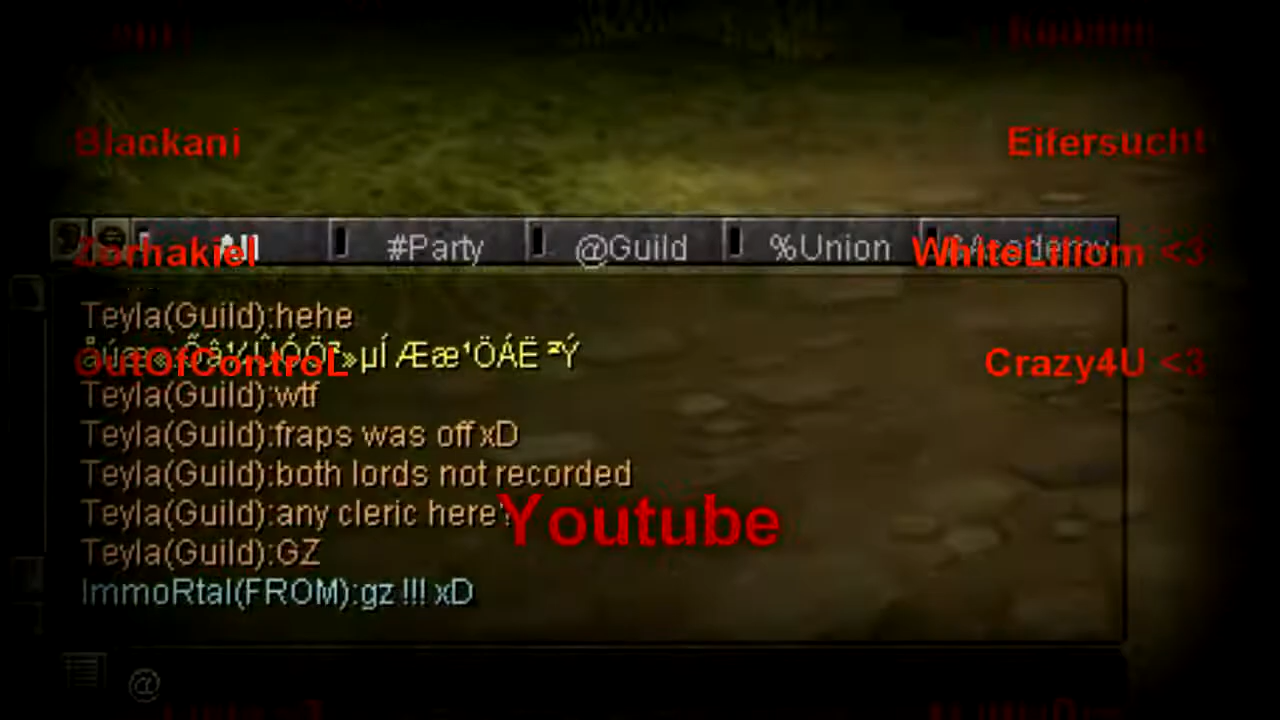 Blackani
Eifersucht
All
#Party
@Guild
%Union
Zorhakiel
WhiteLiliom <3
Teyla(Guild):hehe
OutOfControL
Crazy4U <3
Teyla(Guild):wtf
Teyla(Guild):fraps was off xD
Teyla(Guild):both lords not recorded
Teyla(Guild):any cleric here?
Youtube
Teyla(Guild):GZ
ImmoRtal(FROM):gz !!! xD
@